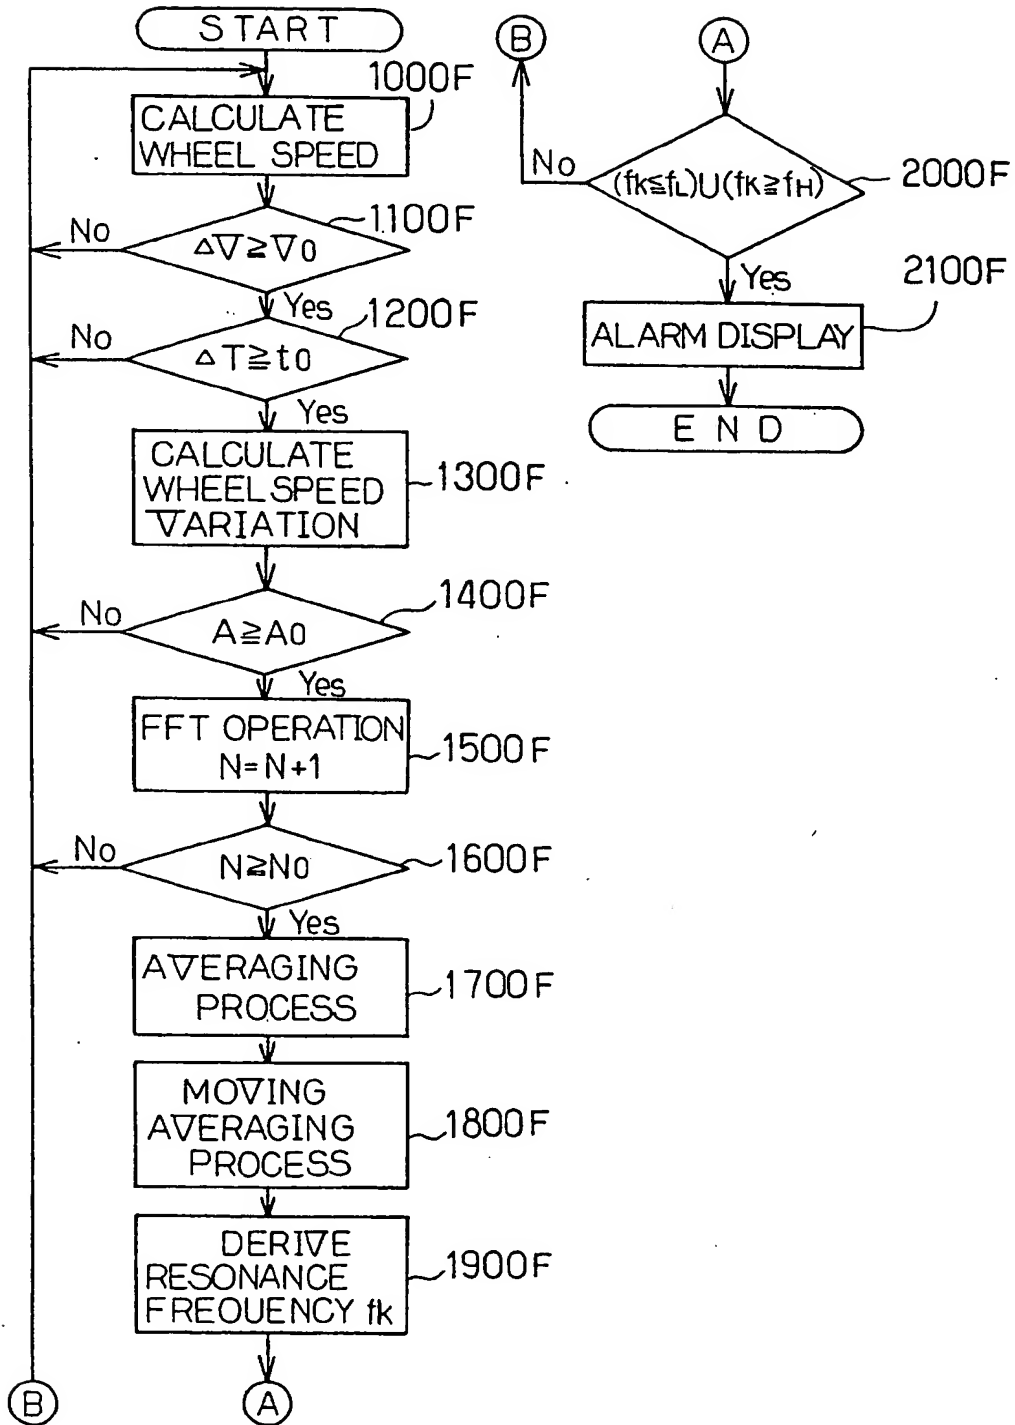 START
1000F
CALCULATE
WHEEL SPEED
1100F
No
ΔV≧V0
Yes
1200F
No
ΔT≧t0
Yes
CALCULATE
WHEEL SPEED
VARIATION
1300F
1400F
No
A≧A0
Yes
FFT OPERATION
N=N+1
1500F
No
N≧N0
1600F
Yes
AVERAGING
PROCESS
1700F
MOVING
AVERAGING
PROCESS
1800F
DERIVE
RESONANCE
FREQUENCY fk
1900F
B
A
B
A
No
(fk≦fL)U(fk≧fH)
2000F
Yes
2100F
ALARM DISPLAY
END